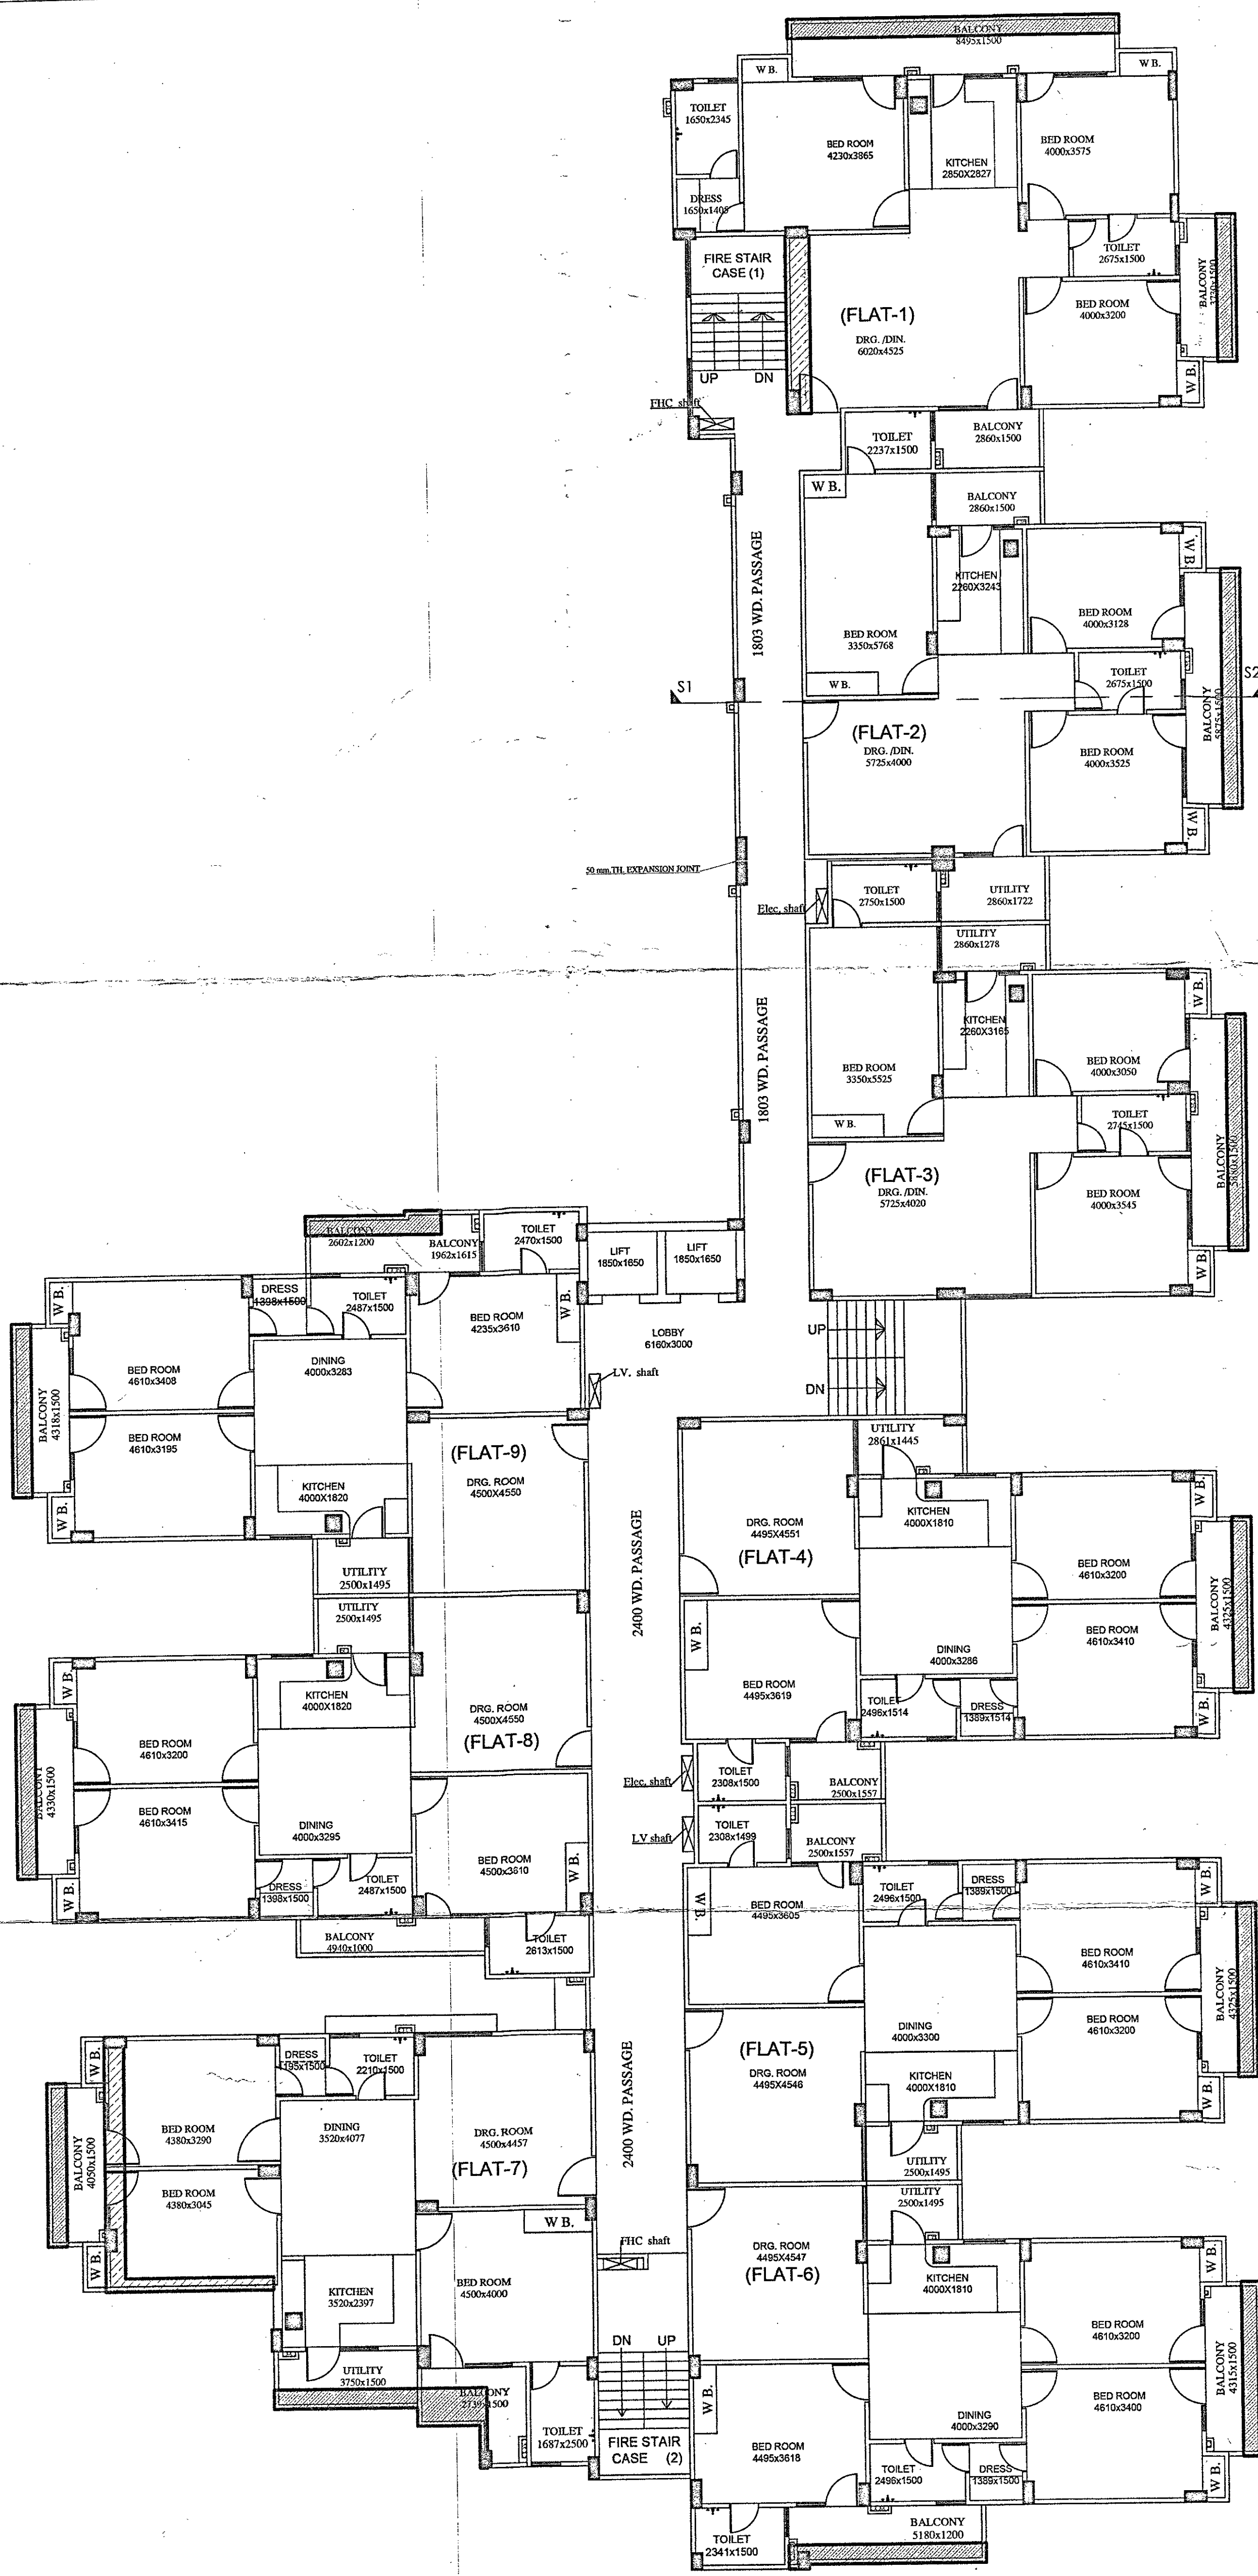 BALCONY
8495x1500
W B.
W B.
TOILET
1650x2345
BED ROOM
4230x3865
KITCHEN
2850X2827
BED ROOM
4000x3575
DRESS
1650x1405
FIRE STAIR
CASE (1)
UP
DN
TOILET
2675x1500
BALCONY
3730x1500
BED ROOM
4000x3200
W B.
(FLAT-1)
DRG. /DIN.
6020x4525
FHC shaft
TOILET
2237x1500
BALCONY
2860x1500
W B.
BALCONY
2860x1500
1803 WD. PASSAGE
KITCHEN
2260X3243
BED ROOM
4000x3128
W B.
BED ROOM
3350x5768
W B.
TOILET
2675x1500
BALCONY
5875x1500
S1
S2
(FLAT-2)
DRG. /DIN.
5725x4000
BED ROOM
4000x3525
W B.
50 mm.TH. EXPANSION JOINT
Elec. shaft
TOILET
2750x1500
UTILITY
2860x1722
UTILITY
2860x1278
1803 WD. PASSAGE
KITCHEN
2260X3165
BED ROOM
4000x3050
W B.
BED ROOM
3350x5525
W B.
TOILET
2745x1500
BALCONY
5880x1500
(FLAT-3)
DRG. /DIN.
5725x4020
BED ROOM
4000x3545
W B.
BALCONY
2602x1200
BALCONY
1962x1615
TOILET
2470x1500
LIFT
1850x1650
LIFT
1850x1650
W B.
DRESS
1398x1500
TOILET
2487x1500
BED ROOM
4235x3610
W B.
LOBBY
6160x3000
UP
DN
BED ROOM
4610x3408
DINING
4000x3283
LV. shaft
BALCONY
4318x1500
BED ROOM
4610x3195
(FLAT-9)
DRG. ROOM
4500X4550
KITCHEN
4000X1820
W B.
UTILITY
2861x1445
KITCHEN
4000X1810
W B.
DRG. ROOM
4495X4551
(FLAT-4)
2400 WD. PASSAGE
BED ROOM
4610x3200
BALCONY
4325x1500
UTILITY
2500x1495
UTILITY
2500x1495
W B.
BED ROOM
4610x3410
DINING
4000x3286
W B.
KITCHEN
4000X1820
BED ROOM
4495x3619
TOILET
2496x1514
DRESS
1389x1514
W B.
DRG. ROOM
4500X4550
(FLAT-8)
BED ROOM
4610x3200
BALCONY
4330x1500
BED ROOM
4610x3415
DINING
4000x3295
Elec. shaft
TOILET
2308x1500
BALCONY
2500x1557
LV shaft
TOILET
2308x1499
BALCONY
2500x1557
BED ROOM
4500x3610
W B.
W B.
DRESS
1398x1500
TOILET
2487x1500
W B.
BED ROOM
4495x3605
TOILET
2496x1500
DRESS
1389x1500
W B.
BALCONY
4940x1000
TOILET
2613x1500
BED ROOM
4610x3410
BALCONY
4325x1500
DINING
4000x3300
BED ROOM
4610x3200
W B.
DRESS
1195x1500
TOILET
2210x1500
(FLAT-5)
DRG. ROOM
4495X4546
KITCHEN
4000X1810
W B.
2400 WD. PASSAGE
BED ROOM
4380x3290
DINING
3520x4077
DRG. ROOM
4500X4457
(FLAT-7)
BALCONY
4050x1500
BED ROOM
4380x3045
UTILITY
2500x1495
UTILITY
2500x1495
W B.
W B.
FHC shaft
DRG. ROOM
4495X4547
(FLAT-6)
KITCHEN
4000X1810
W B.
KITCHEN
3520x2397
BED ROOM
4500x4000
BED ROOM
4610x3200
BALCONY
4315x1500
DN
UP
UTILITY
3750x1500
BALCONY
2739x1500
W B.
BED ROOM
4610x3400
DINING
4000x3290
TOILET
1687x2500
FIRE STAIR
CASE (2)
BED ROOM
4495x3618
TOILET
2496x1500
DRESS
1389x1500
W B.
TOILET
2341x1500
BALCONY
5180x1200